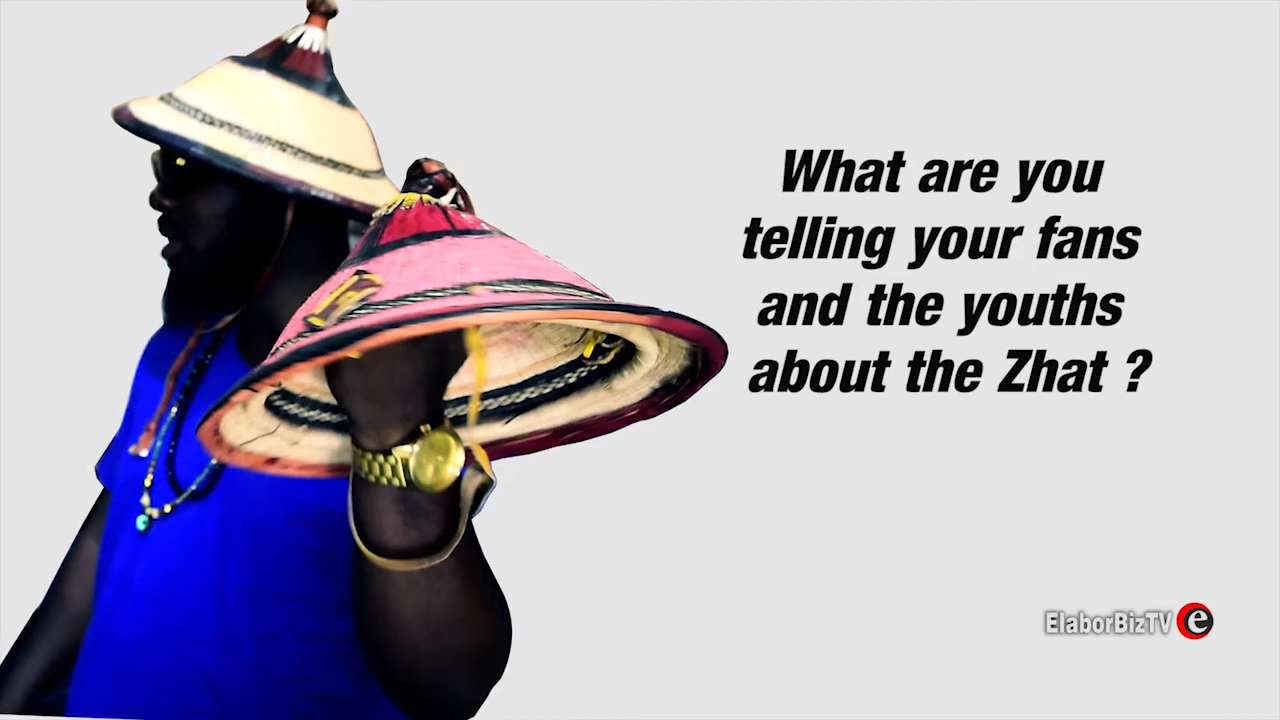 What are you
telling your fans
and the youths
about the Zhat ?
ElaborBizTV e